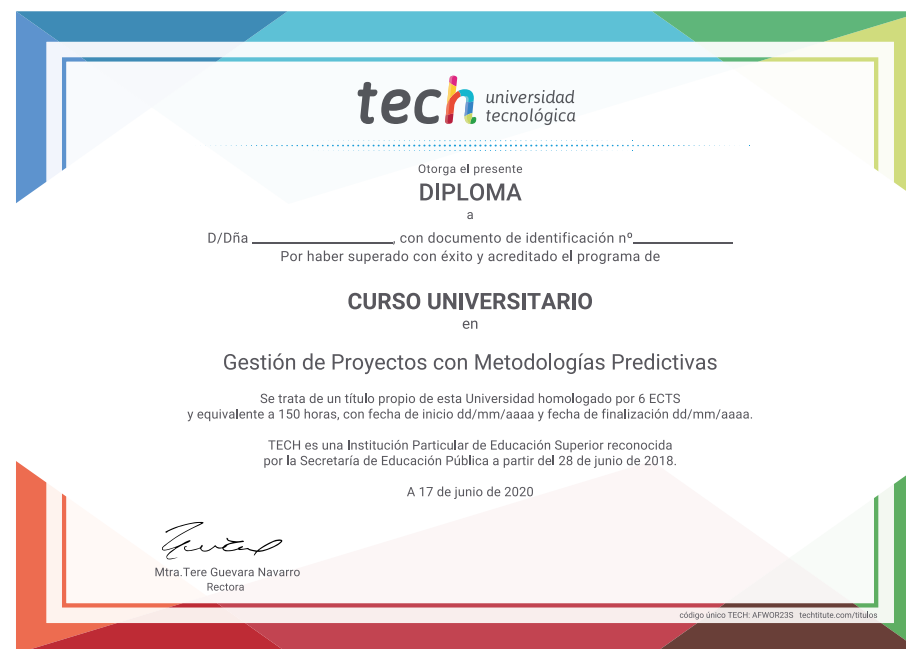 tech universidad
tecnológica
Otorga el presente
DIPLOMA
a
D/Dña ____________________, con documento de identificación nº______________
Por haber superado con éxito y acreditado el programa de
CURSO UNIVERSITARIO
en
Gestión de Proyectos con Metodologías Predictivas
Se trata de un título propio de esta Universidad homologado por 6 ECTS
y equivalente a 150 horas, con fecha de inicio dd/mm/aaaa y fecha de finalización dd/mm/aaaa.
TECH es una Institución Particular de Educación Superior reconocida
por la Secretaría de Educación Pública a partir del 28 de junio de 2018.
A 17 de junio de 2020
Mtra.Tere Guevara Navarro
Rectora
código único TECH: AFWOR23S techtitute.com/titulos